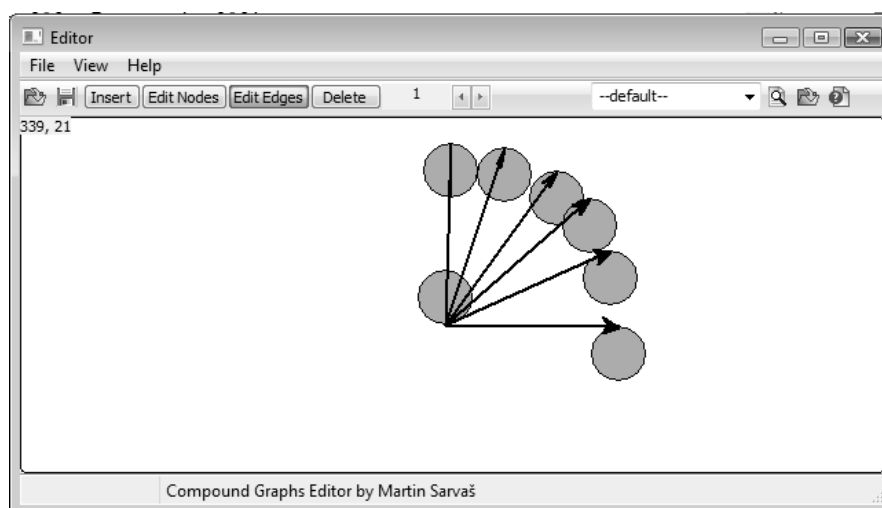 Editor
File View Help
Insert Edit Nodes Edit Edges Delete 1 --default--
339, 21
Compound Graphs Editor by Martin Sarvaš